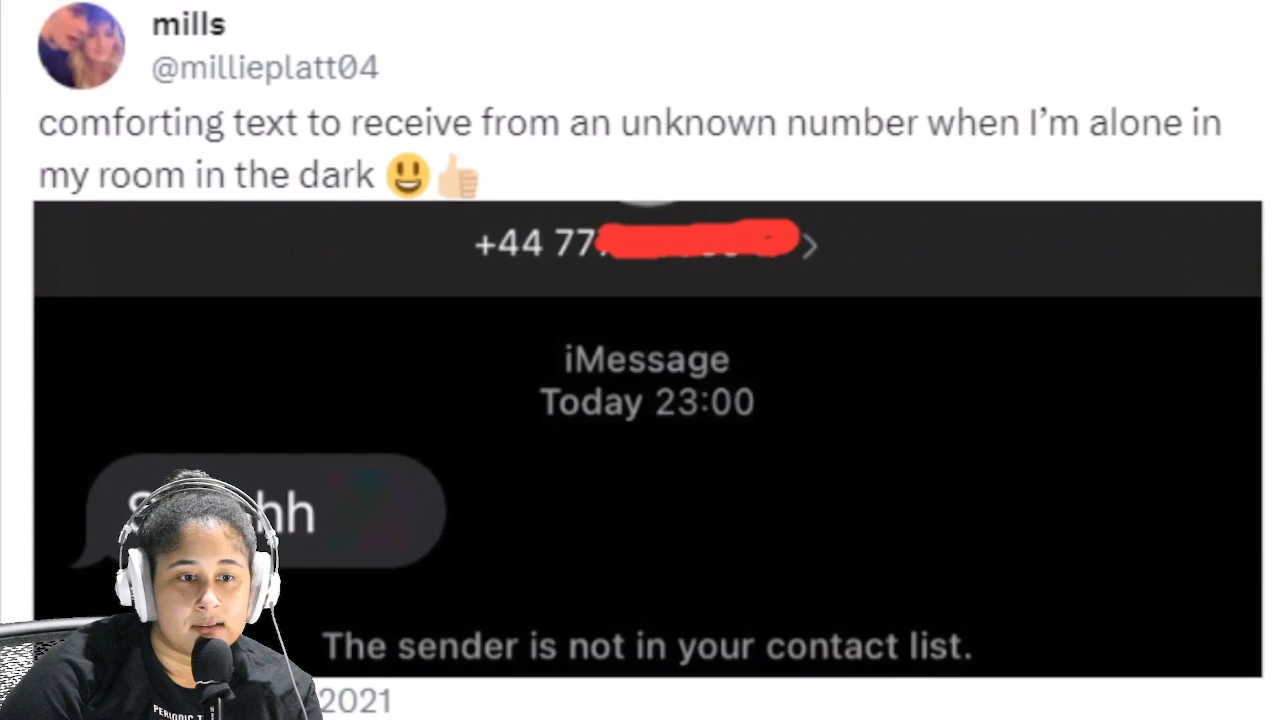 mills
@millieplatt04
comforting text to receive from an unknown number when I’m alone in
my room in the dark 😃👍🏼
+44 77
iMessage
Today 23:00
The sender is not in your contact list.
2021
PERIODIC